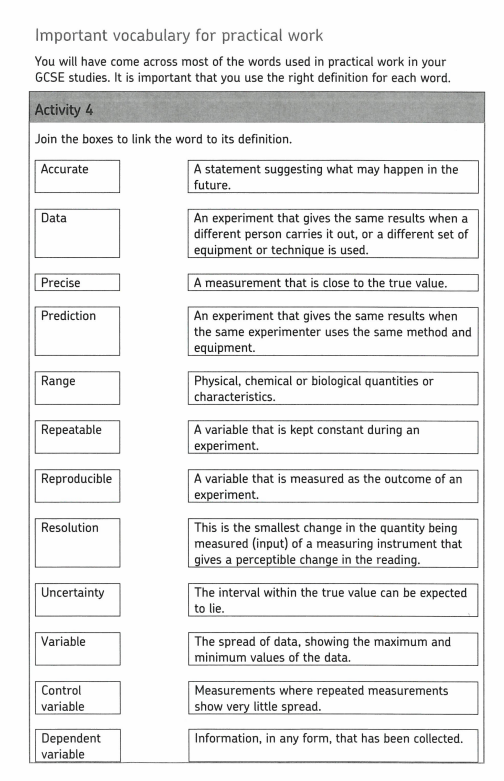 Important vocabulary for practical work
You will have come across most of the words used in practical work in your
GCSE studies. It is important that you use the right definition for each word.
Activity 4
Join the boxes to link the word to its definition.
Accurate
A statement suggesting what may happen in the
future.
Data
An experiment that gives the same results when a
different person carries it out, or a different set of
equipment or technique is used.
Precise
A measurement that is close to the true value.
Prediction
An experiment that gives the same results when
the same experimenter uses the same method and
equipment.
Range
Physical, chemical or biological quantities or
characteristics.
Repeatable
A variable that is kept constant during an
experiment.
Reproducible
A variable that is measured as the outcome of an
experiment.
Resolution
This is the smallest change in the quantity being
measured (input) of a measuring instrument that
gives a perceptible change in the reading.
Uncertainty
The interval within the true value can be expected
to lie.
Variable
The spread of data, showing the maximum and
minimum values of the data.
Control
variable
Measurements where repeated measurements
show very little spread.
Dependent
variable
Information, in any form, that has been collected.